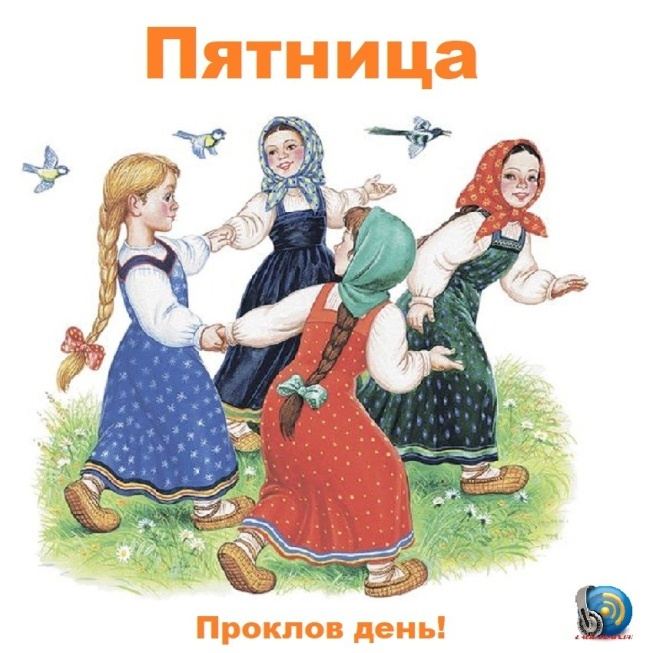 Пятница
Проклов день!